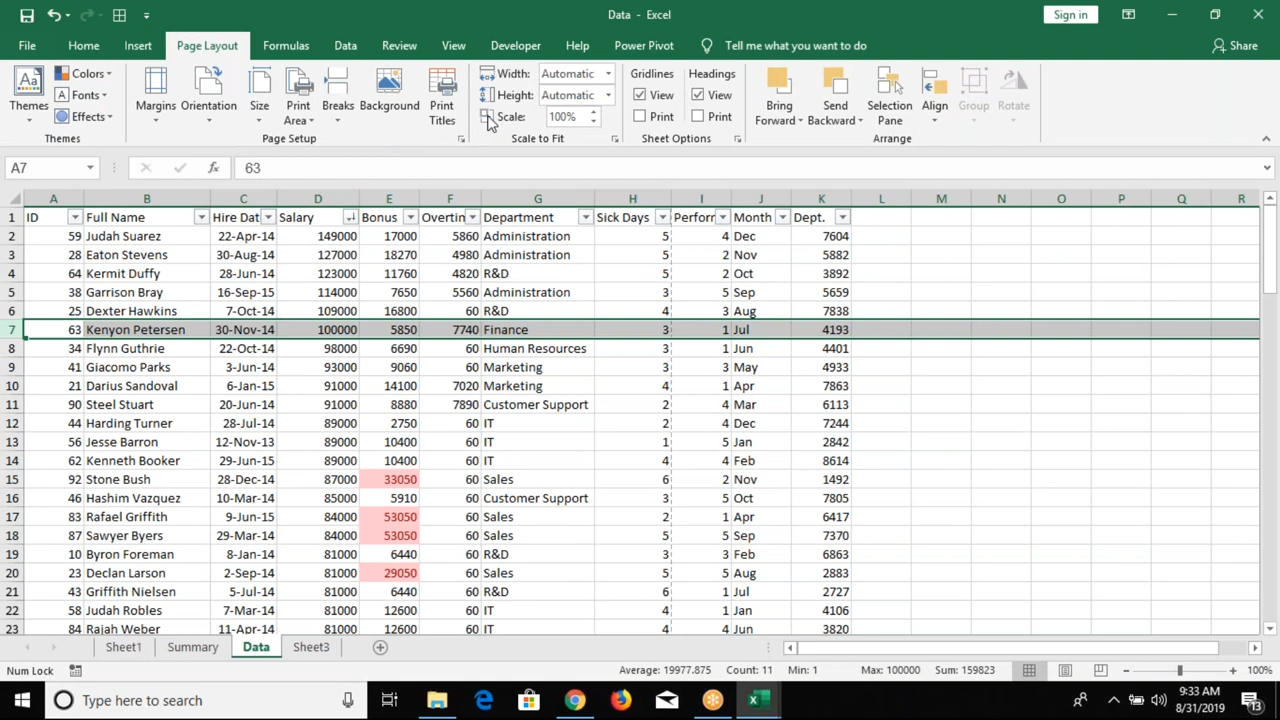 Data - Excel
Sign in
File Home Insert Page Layout Formulas Data Review View Developer Help Power Pivot Tell me what you want to do Share
Themes Colors Fonts Effects Margins Orientation Size Print Area Breaks Background Print Titles Width: Automatic Height: Automatic Scale: 100% Gridlines View Print Headings View Print Bring Forward Send Backward Selection Pane Align Group Rotate
Themes Page Setup Scale to Fit Sheet Options Arrange
A7 fx 63
A B C D E F G H I J K L M N O P Q R
1 ID Full Name Hire Dat Salary Bonus Overtin Department Sick Days Perforr Month Dept.
2 59 Judah Suarez 22-Apr-14 149000 17000 5860 Administration 5 4 Dec 7604
3 28 Eaton Stevens 30-Aug-14 127000 18270 4980 Administration 5 2 Nov 5882
4 64 Kermit Duffy 28-Jun-14 123000 11760 4820 R&D 5 2 Oct 3892
5 38 Garrison Bray 16-Sep-15 114000 7650 5560 Administration 3 5 Sep 5659
6 25 Dexter Hawkins 7-Oct-14 109000 16800 60 R&D 4 3 Aug 7838
7 63 Kenyon Petersen 30-Nov-14 100000 5850 7740 Finance 3 1 Jul 4193
8 34 Flynn Guthrie 22-Oct-14 98000 6690 60 Human Resources 3 1 Jun 4401
9 41 Giacomo Parks 3-Jun-14 93000 9060 60 Marketing 3 3 May 4933
10 21 Darius Sandoval 6-Jan-15 91000 14100 7020 Marketing 4 1 Apr 7863
11 90 Steel Stuart 20-Jun-14 91000 8880 7890 Customer Support 2 4 Mar 6113
12 44 Harding Turner 28-Jul-14 89000 2750 60 IT 2 4 Dec 7244
13 56 Jesse Barron 12-Nov-13 89000 10400 60 IT 1 5 Jan 2842
14 62 Kenneth Booker 29-Jun-15 89000 10400 60 IT 4 4 Feb 8614
15 92 Stone Bush 28-Dec-14 87000 33050 60 Sales 6 2 Nov 1492
16 46 Hashim Vazquez 10-Mar-14 85000 5910 60 Customer Support 3 5 Oct 7805
17 83 Rafael Griffith 9-Jun-15 84000 53050 60 Sales 2 1 Apr 6417
18 87 Sawyer Byers 29-Mar-14 84000 53050 60 Sales 5 5 Sep 7370
19 10 Byron Foreman 8-Jan-14 81000 6440 60 R&D 3 3 Feb 6863
20 23 Declan Larson 2-Sep-14 81000 29050 60 Sales 5 5 Aug 2883
21 43 Griffith Nielsen 5-Jul-14 81000 6440 60 R&D 6 1 Jul 2727
22 58 Judah Robles 7-Mar-14 81000 12600 60 IT 4 1 Jan 4106
23 84 Rajah Weber 11-Apr-14 81000 12600 60 IT 4 4 Jun 3820
Sheet1 Summary Data Sheet3
Num Lock Average: 19977.875 Count: 11 Min: 1 Max: 100000 Sum: 159823 100%
Type here to search 9:33 AM
8/31/2019 13